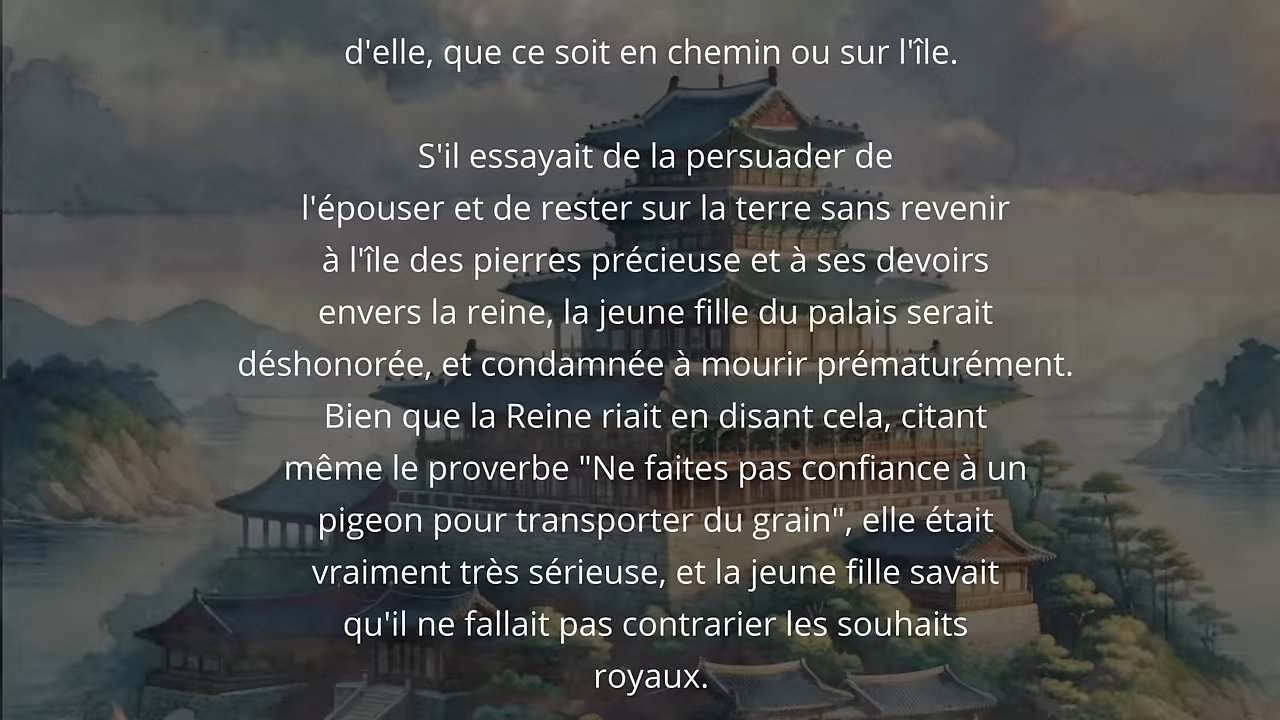 d'elle, que ce soit en chemin ou sur l'île.
S'il essayait de la persuader de
l'épouser et de rester sur la terre sans revenir
à l'île des pierres précieuse et à ses devoirs
envers la reine, la jeune fille du palais serait
déshonorée, et condamnée à mourir prématurément.
Bien que la Reine riait en disant cela, citant
même le proverbe "Ne faites pas confiance à un
pigeon pour transporter du grain", elle était
vraiment très sérieuse, et la jeune fille savait
qu'il ne fallait pas contrarier les souhaits
royaux.